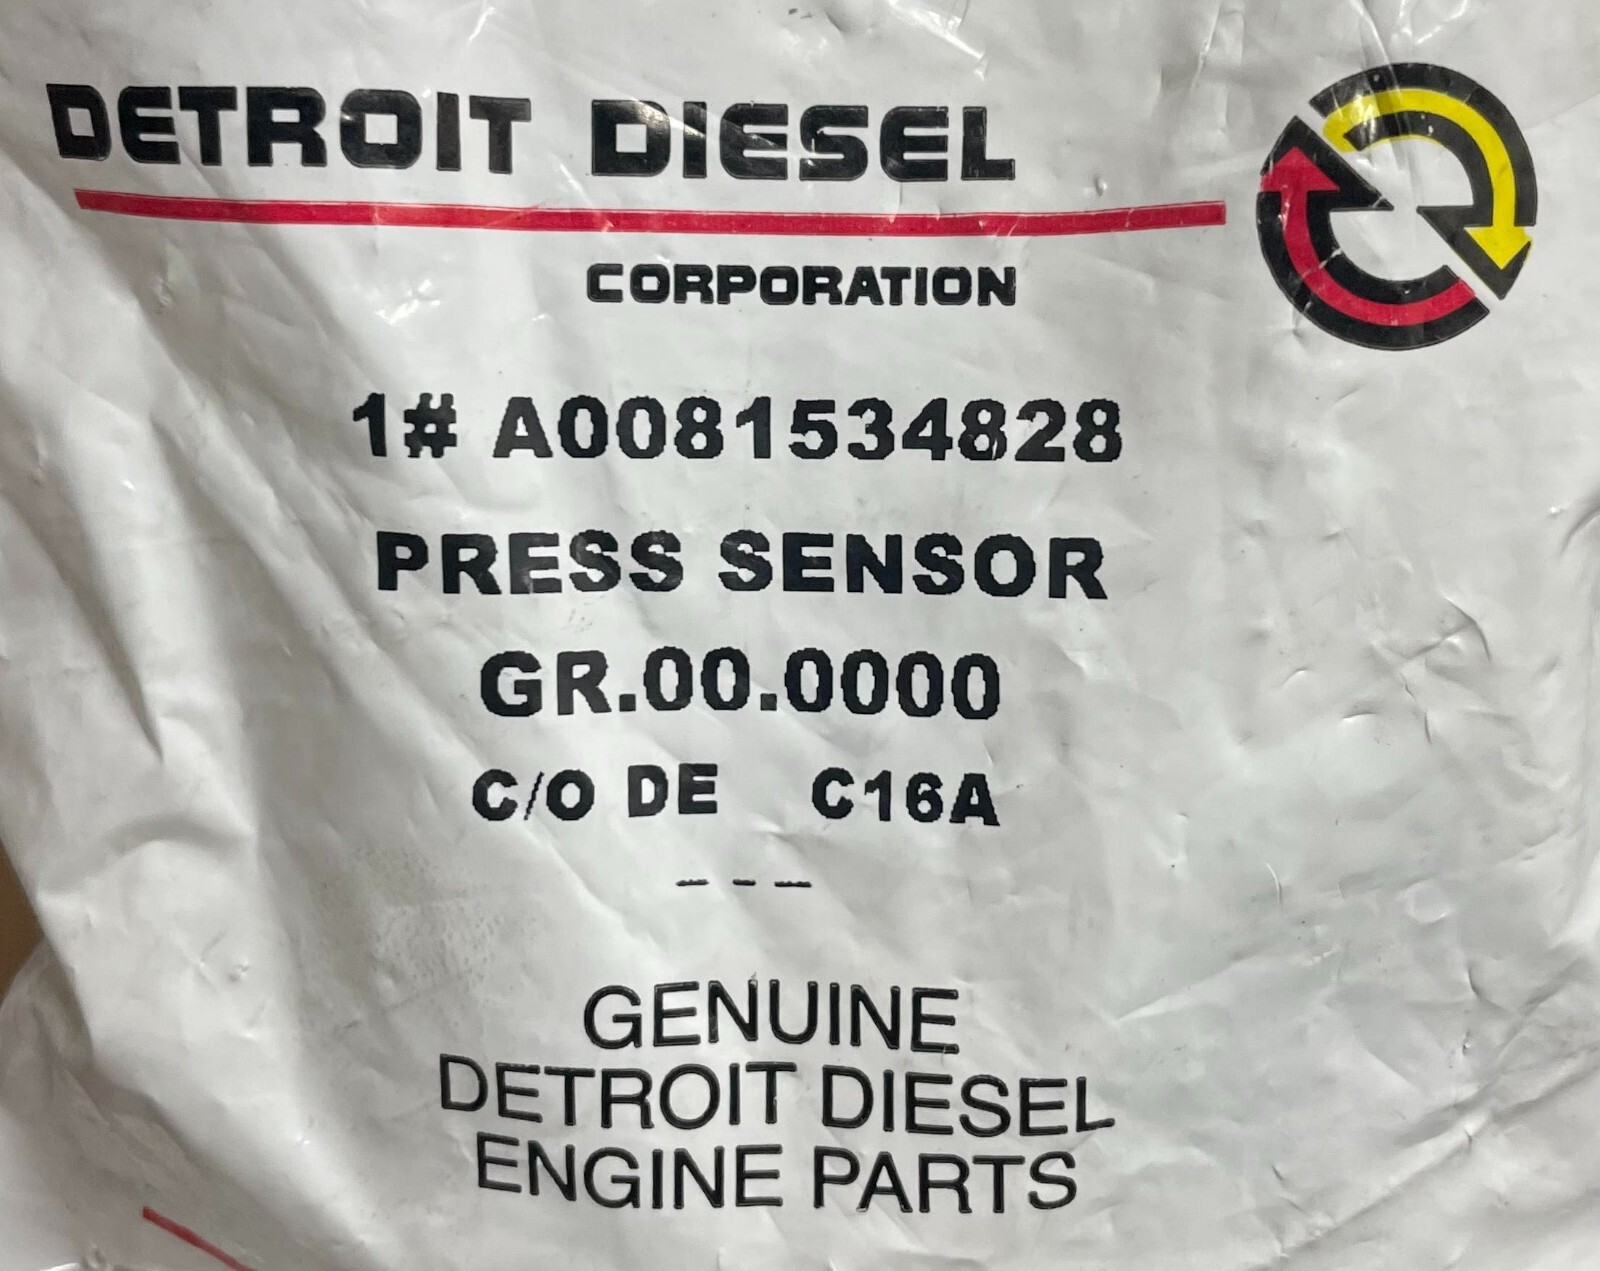 DETROIT DIESEL
CORPORATION
1# A0081534828
PRESS SENSOR
GR.00.0000
C/O DE C16A
- - -
GENUINE
DETROIT DIESEL
ENGINE PARTS